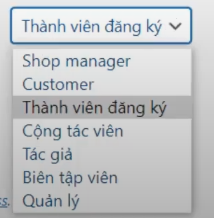 Thành viên đăng ký
Shop manager
Customer
Thành viên đăng ký
Cộng tác viên
Tác giả
Biên tập viên
Quản lý
ss.